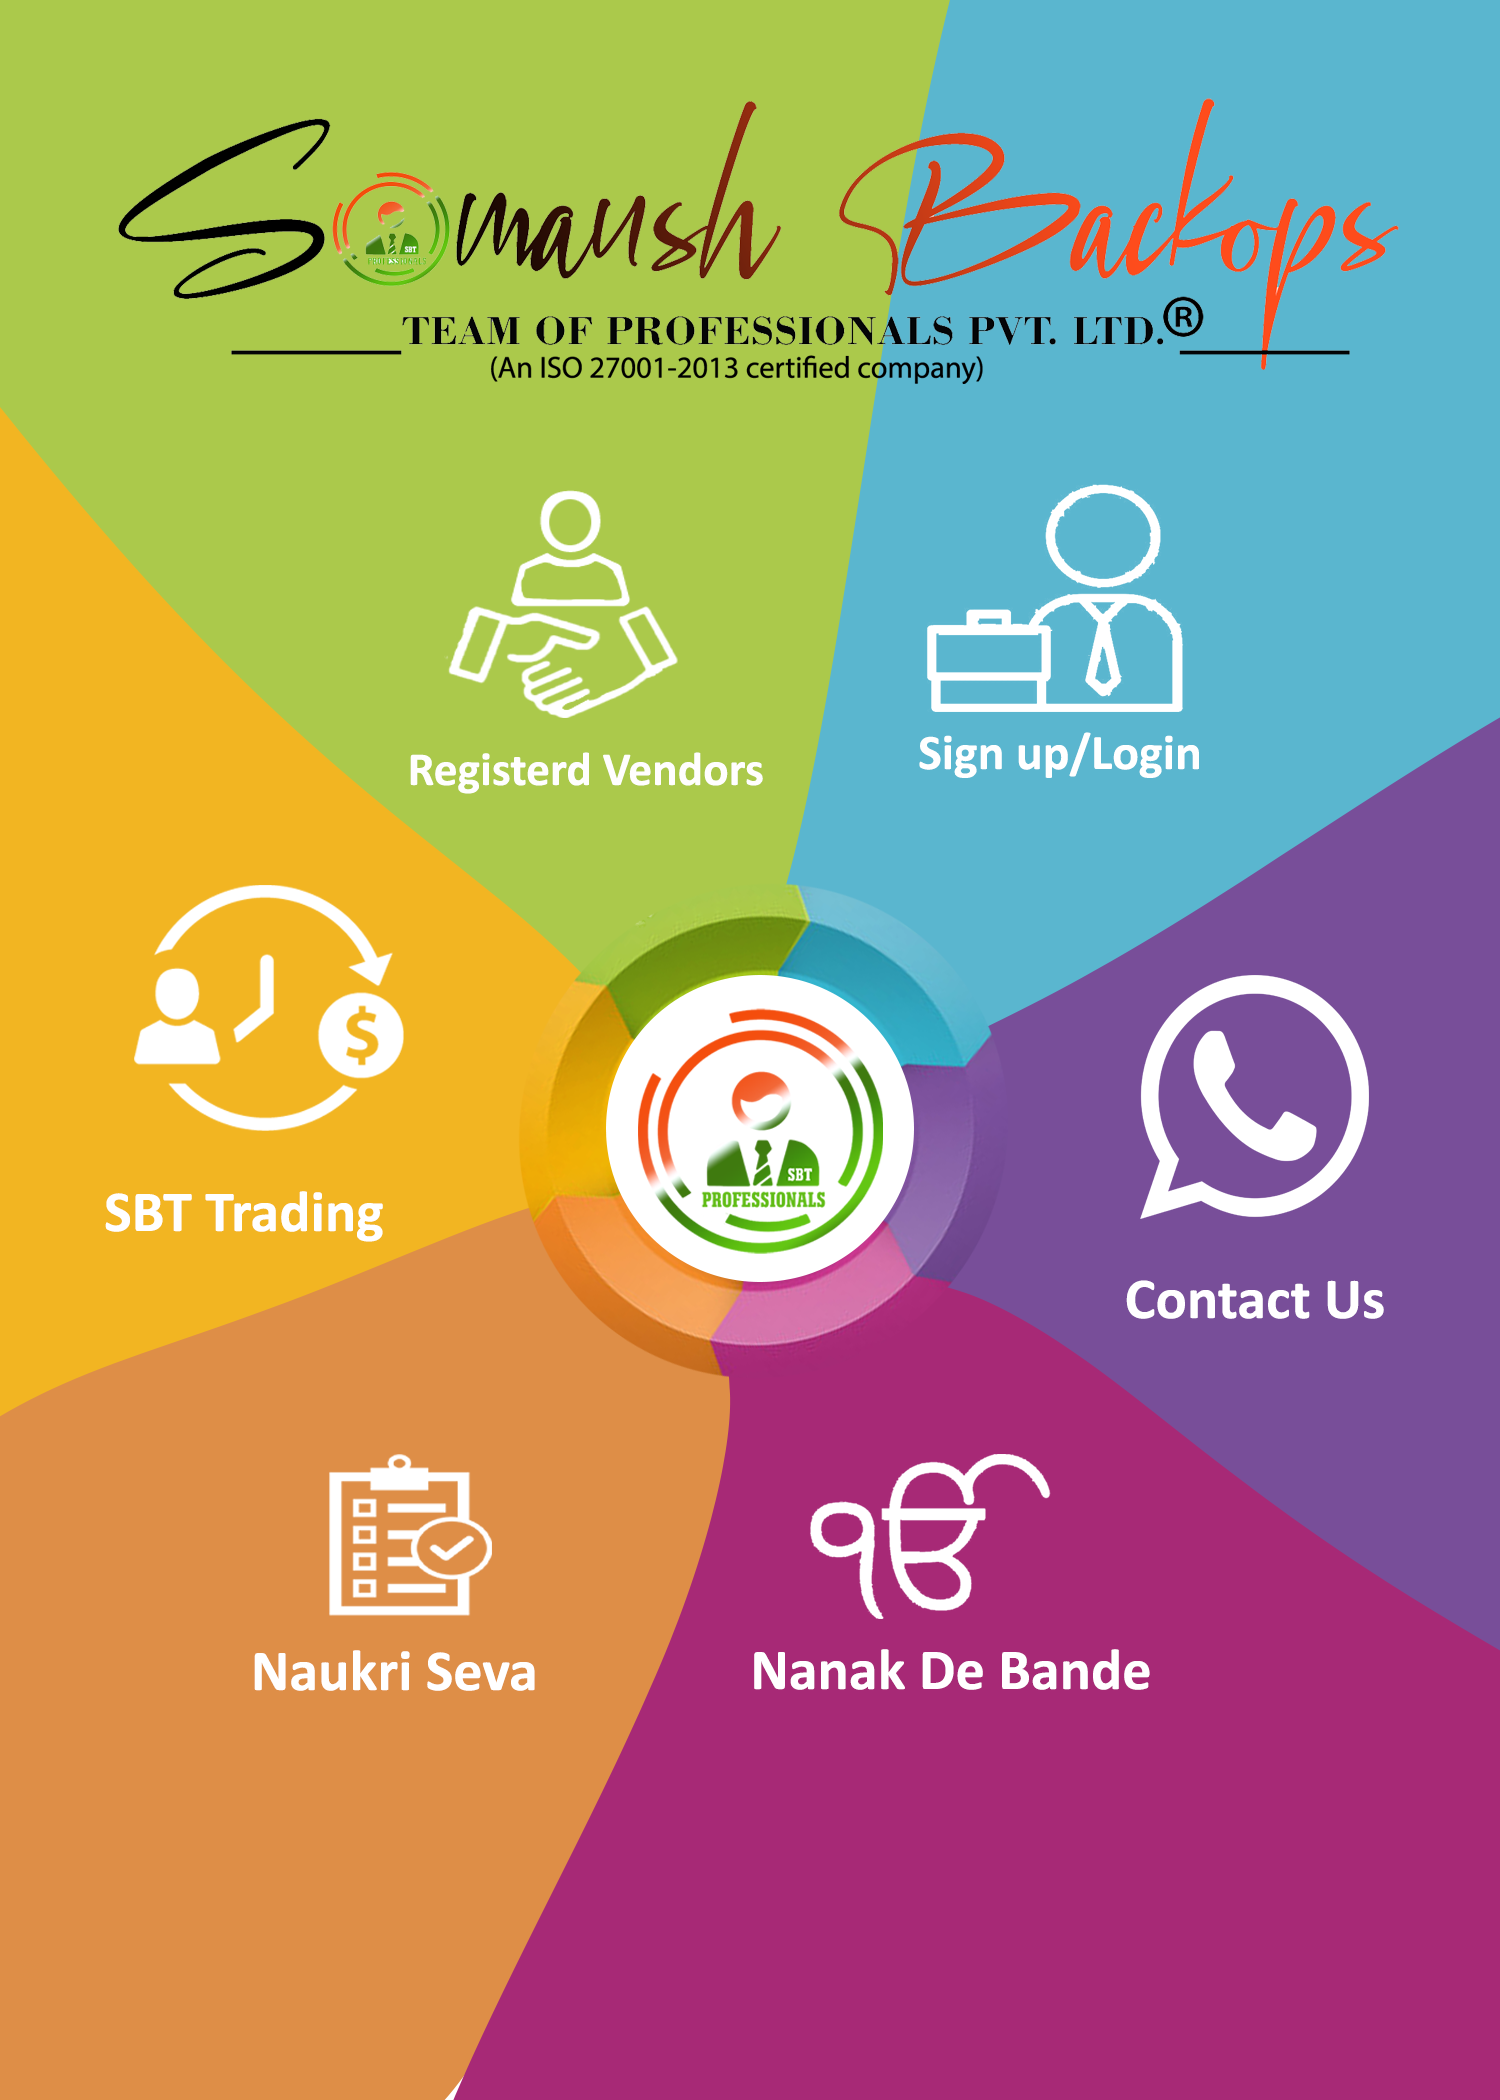 Somansh Backops
TEAM OF PROFESSIONALS PVT. LTD.®
(An ISO 27001-2013 certified company)
Registerd Vendors
Sign up/Login
$
SBT
PROFESSIONALS
SBT Trading
Contact Us
ੴ
Naukri Seva
Nanak De Bande